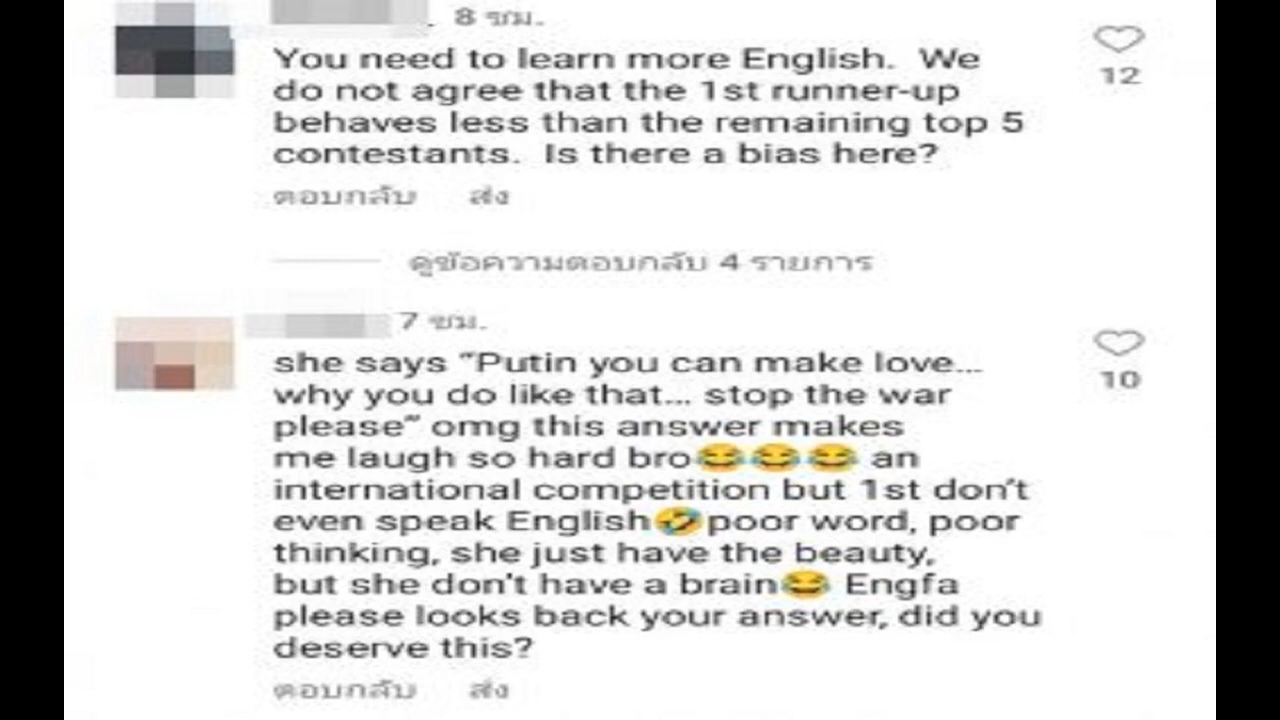 8 ชม.
You need to learn more English. We
do not agree that the 1st runner-up
behaves less than the remaining top 5
contestants. Is there a bias here?
12
ตอบกลับ ส่ง
ดูข้อความตอบกลับ 4 รายการ
7 ชม.
she says “Putin you can make love...
why you do like that... stop the war
please” omg this answer makes
me laugh so hard bro😂😂😂 an
international competition but 1st don't
even speak English🤣poor word, poor
thinking, she just have the beauty,
but she don't have a brain😂 Engfa
please looks back your answer, did you
deserve this?
10
ตอบกลับ ส่ง